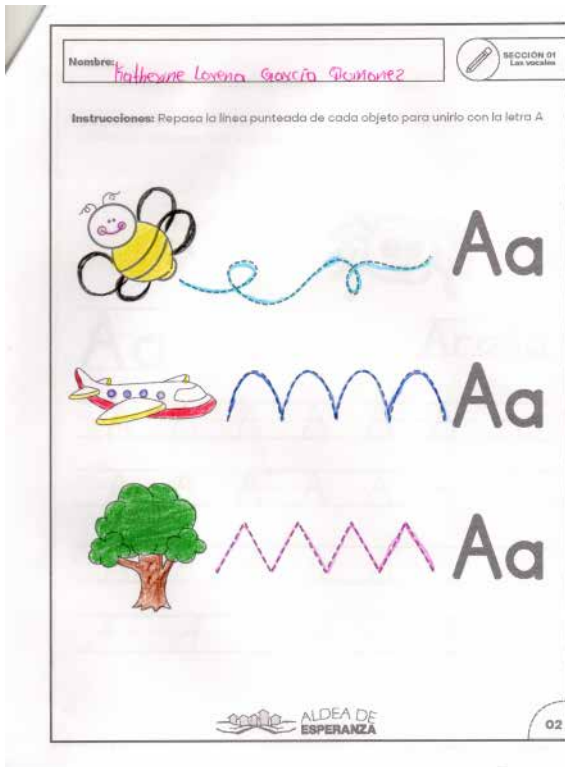 SECCIÓN 01
Las vocales
Nombre: Katherine Lorena García Quiñonez
Instrucciones: Repasa la línea punteada de cada objeto para unirlo con la letra A
Aa
Aa
Aa
ALDEA DE
ESPERANZA
02